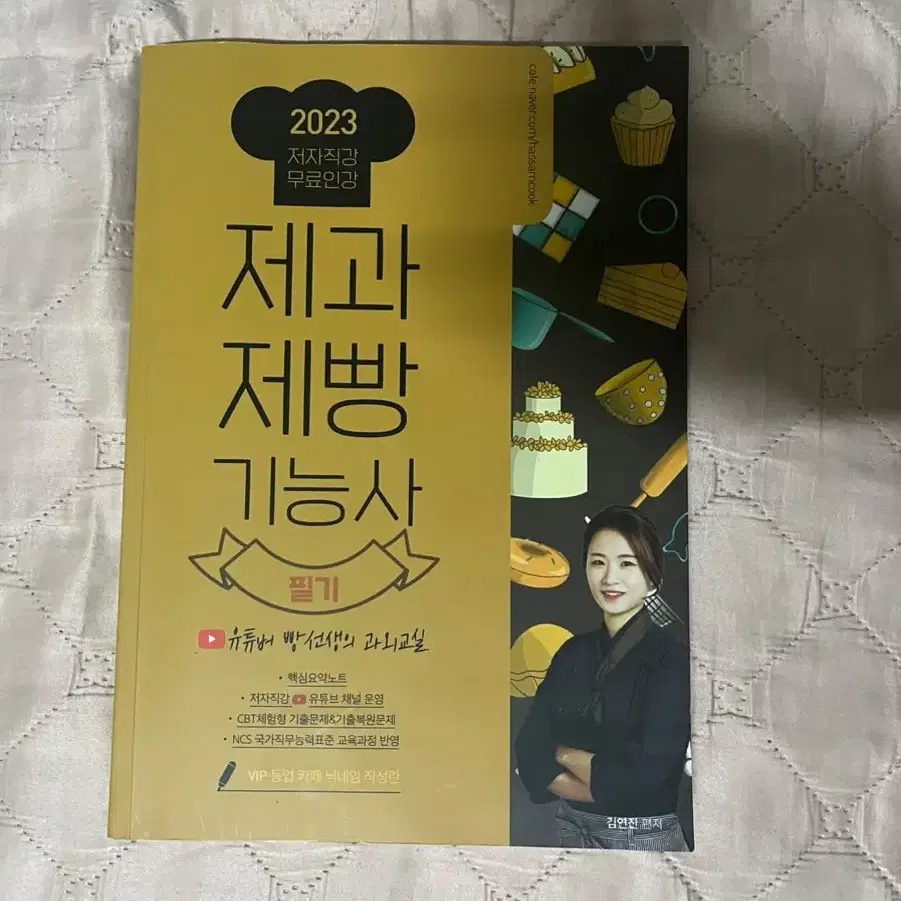 2023
저자직강
무료인강
cafe.naver.com/hassamcook
제과
제빵
기능사
필기
유튜버 빵선생의 과외교실
• 핵심요약노트
• 저자직강 유튜브 채널 운영
• CBT체험형 기출문제&기출복원문제
• NCS 국가직무능력표준 교육과정 반영
VIP 등업 카페 닉네임 작성란
김연진 편저